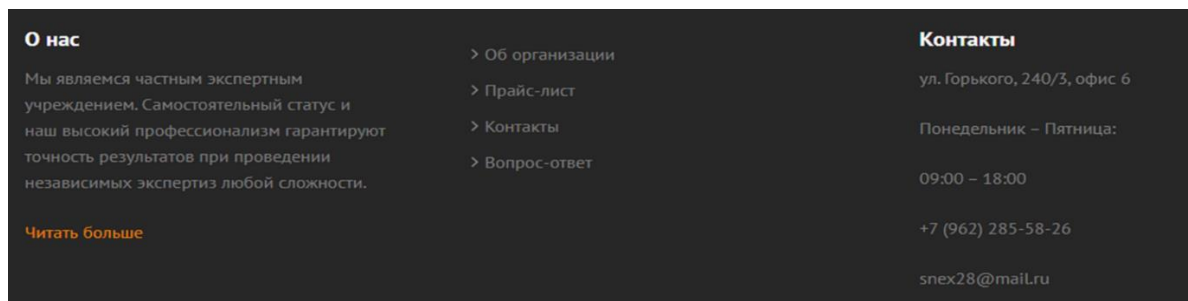 О нас
Мы являемся частным экспертным
учреждением. Самостоятельный статус и
наш высокий профессионализм гарантируют
точность результатов при проведении
независимых экспертиз любой сложности.
Читать больше
> Об организации
> Прайс-лист
> Контакты
> Вопрос-ответ
Контакты
ул. Горького, 240/3, офис 6
Понедельник – Пятница:
09:00 – 18:00
+7 (962) 285-58-26
snex28@mail.ru